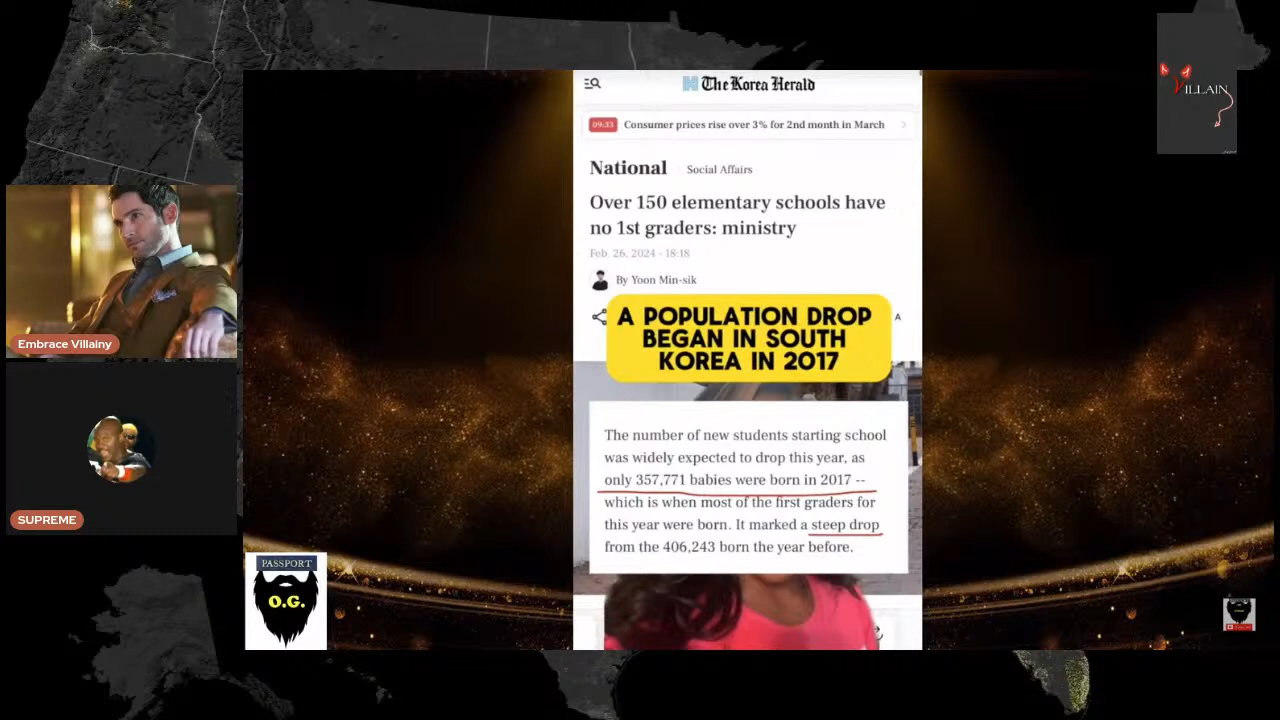 The Korea Herald
09:33 Consumer prices rise over 3% for 2nd month in March
National Social Affairs
Over 150 elementary schools have
no 1st graders: ministry
Feb. 26, 2024 - 18:18
By Yoon Min-sik
A
A POPULATION DROP
BEGAN IN SOUTH
KOREA IN 2017
The number of new students starting school
was widely expected to drop this year, as
only 357,771 babies were born in 2017 --
which is when most of the first graders for
this year were born. It marked a steep drop
from the 406,243 born the year before.
VILLAIN
Embrace Villainy
SUPREME
PASSPORT
O.G.